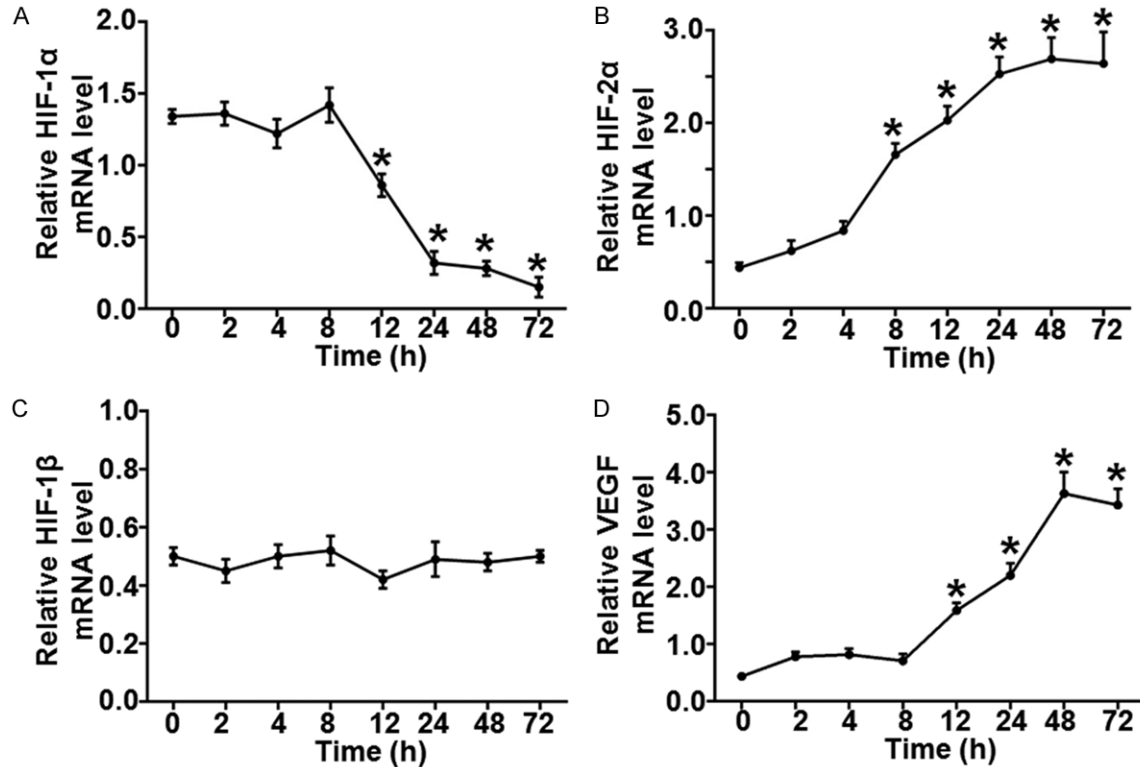 A
Relative HIF-1α
mRNA level
2.0
1.5
1.0
0.5
0.0
*
*
*
*
0 2 4 8 12 24 48 72
Time (h)
B
Relative HIF-2α
mRNA level
3.0
2.0
1.0
0.0
*
*
*
*
*
0 2 4 8 12 24 48 72
Time (h)
C
Relative HIF-1β
mRNA level
1.0
0.8
0.6
0.4
0.2
0.0
0 2 4 8 12 24 48 72
Time (h)
D
Relative VEGF
mRNA level
5.0
4.0
3.0
2.0
1.0
0.0
*
*
*
*
0 2 4 8 12 24 48 72
Time (h)